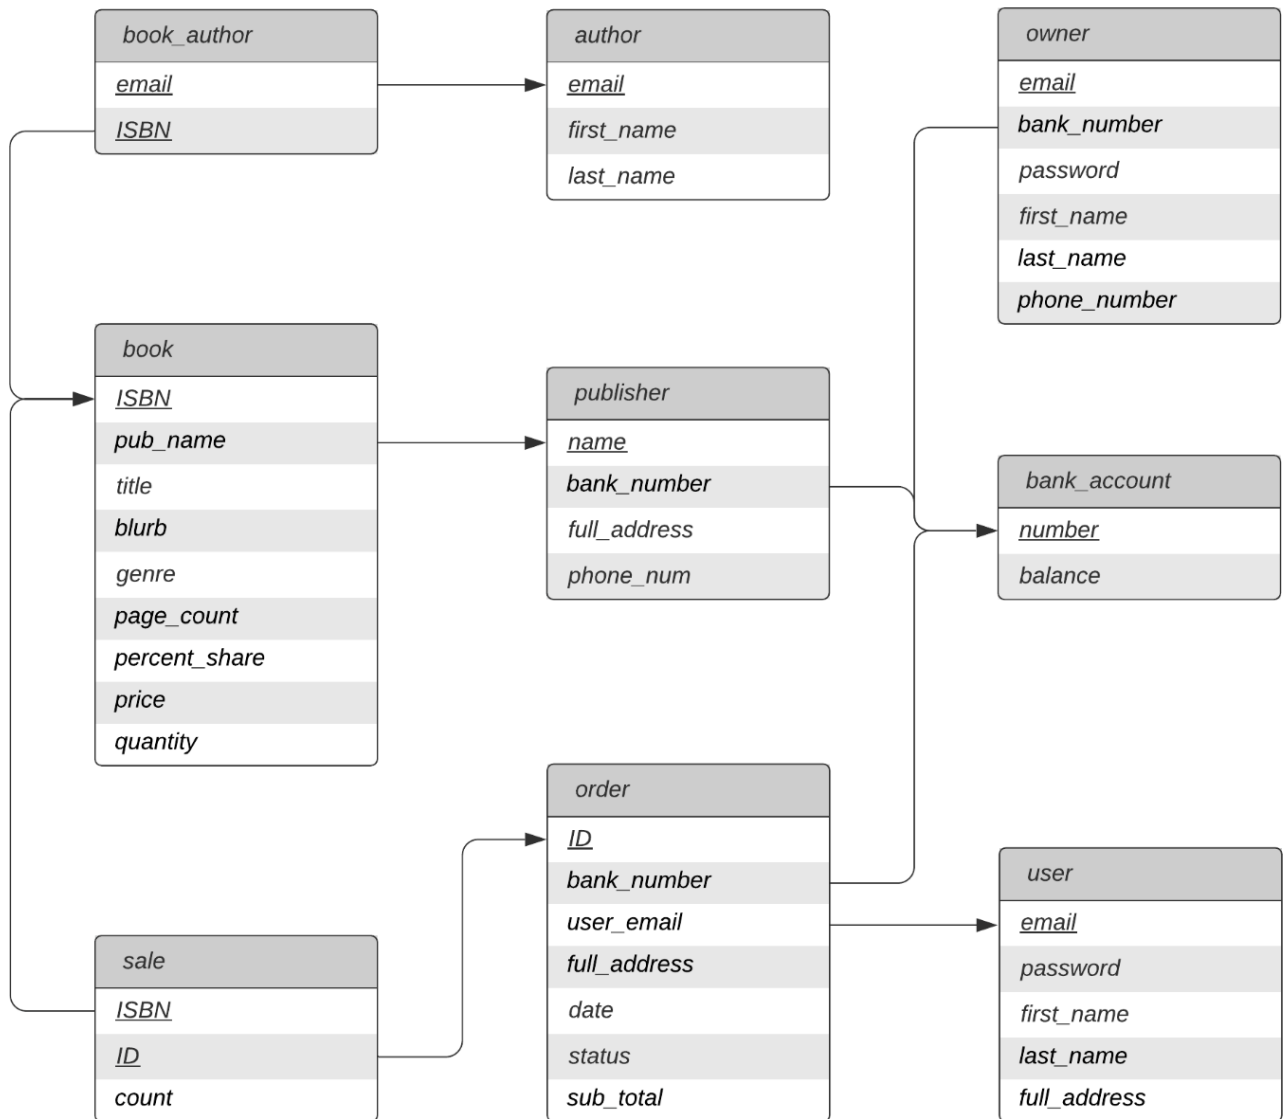 book_author
email
ISBN
author
email
first_name
last_name
owner
email
bank_number
password
first_name
last_name
phone_number
book
ISBN
pub_name
title
blurb
genre
page_count
percent_share
price
quantity
publisher
name
bank_number
full_address
phone_num
bank_account
number
balance
order
ID
bank_number
user_email
full_address
date
status
sub_total
user
email
password
first_name
last_name
full_address
sale
ISBN
ID
count